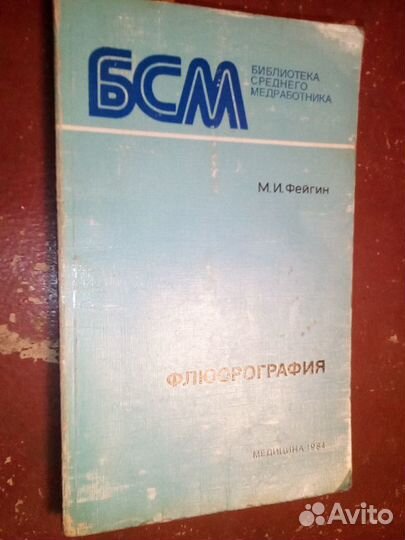 БСМ
БИБЛИОТЕКА
СРЕДНЕГО
МЕДРАБОТНИКА
М. И. Фейгин
ФЛЮОРОГРАФИЯ
МЕДИЦИНА · 1984
Avito